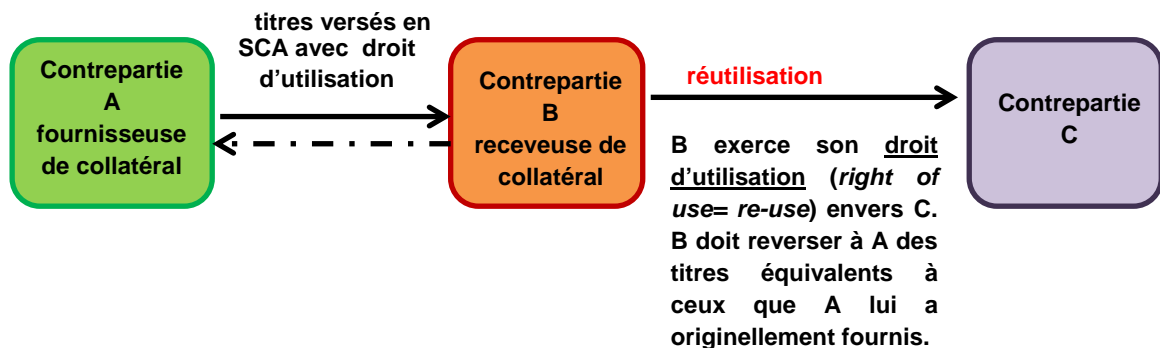 titres versés en
SCA avec droit
d'utilisation
Contrepartie
A
fournisseuse
de collatéral
Contrepartie
B
receveuse de
collatéral
réutilisation
B exerce son droit
d'utilisation (right of
use= re-use) envers C.
B doit reverser à A des
titres équivalents à
ceux que A lui a
originellement fournis.
Contrepartie
C